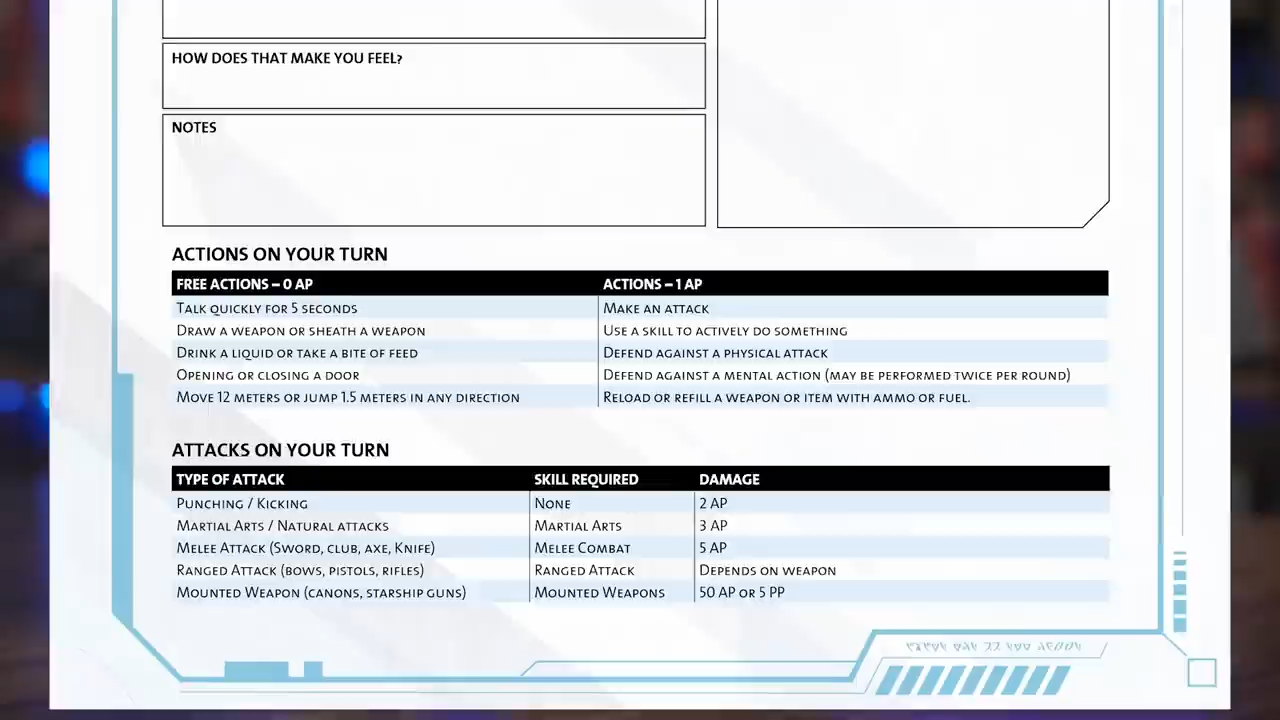 HOW DOES THAT MAKE YOU FEEL?
NOTES
ACTIONS ON YOUR TURN
FREE ACTIONS – 0 AP ACTIONS – 1 AP
TALK QUICKLY FOR 5 SECONDS MAKE AN ATTACK
DRAW A WEAPON OR SHEATH A WEAPON USE A SKILL TO ACTIVELY DO SOMETHING
DRINK A LIQUID OR TAKE A BITE OF FEED DEFEND AGAINST A PHYSICAL ATTACK
OPENING OR CLOSING A DOOR DEFEND AGAINST A MENTAL ACTION (MAY BE PERFORMED TWICE PER ROUND)
MOVE 12 METERS OR JUMP 1.5 METERS IN ANY DIRECTION RELOAD OR REFILL A WEAPON OR ITEM WITH AMMO OR FUEL.
ATTACKS ON YOUR TURN
TYPE OF ATTACK SKILL REQUIRED DAMAGE
PUNCHING / KICKING NONE 2 AP
MARTIAL ARTS / NATURAL ATTACKS MARTIAL ARTS 3 AP
MELEE ATTACK (SWORD, CLUB, AXE, KNIFE) MELEE COMBAT 5 AP
RANGED ATTACK (BOWS, PISTOLS, RIFLES) RANGED ATTACK DEPENDS ON WEAPON
MOUNTED WEAPON (CANONS, STARSHIP GUNS) MOUNTED WEAPONS 50 AP OR 5 PP